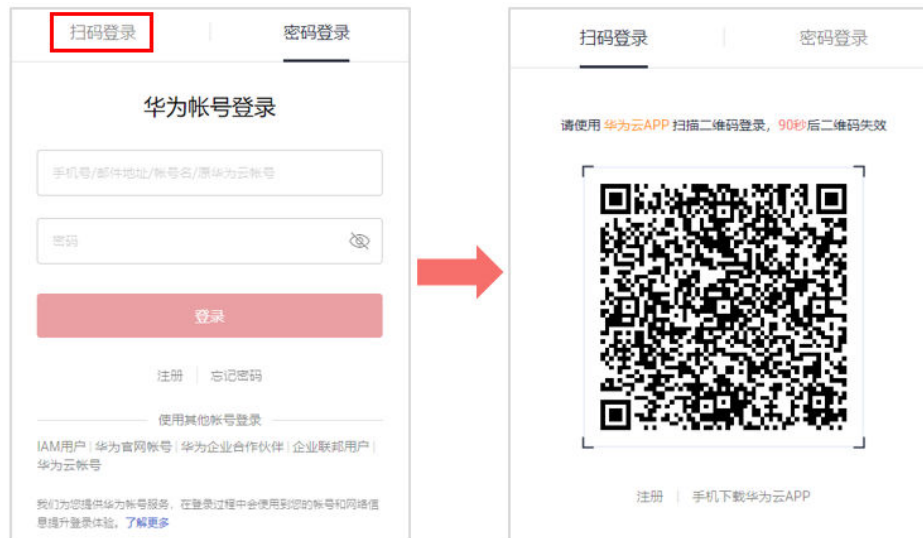 扫码登录
密码登录
华为帐号登录
手机号/邮件地址/帐号名/原华为云帐号
密码
登录
注册 | 忘记密码
使用其他帐号登录
IAM用户 | 华为官网帐号 | 华为企业合作伙伴 | 企业联邦用户 |
华为云帐号
我们为您提供华为帐号服务，在登录过程中会使用到您的帐号和网络信
息提升登录体验。了解更多
扫码登录
密码登录
请使用 华为云APP 扫描二维码登录，90秒后二维码失效
注册 | 手机下载华为云APP